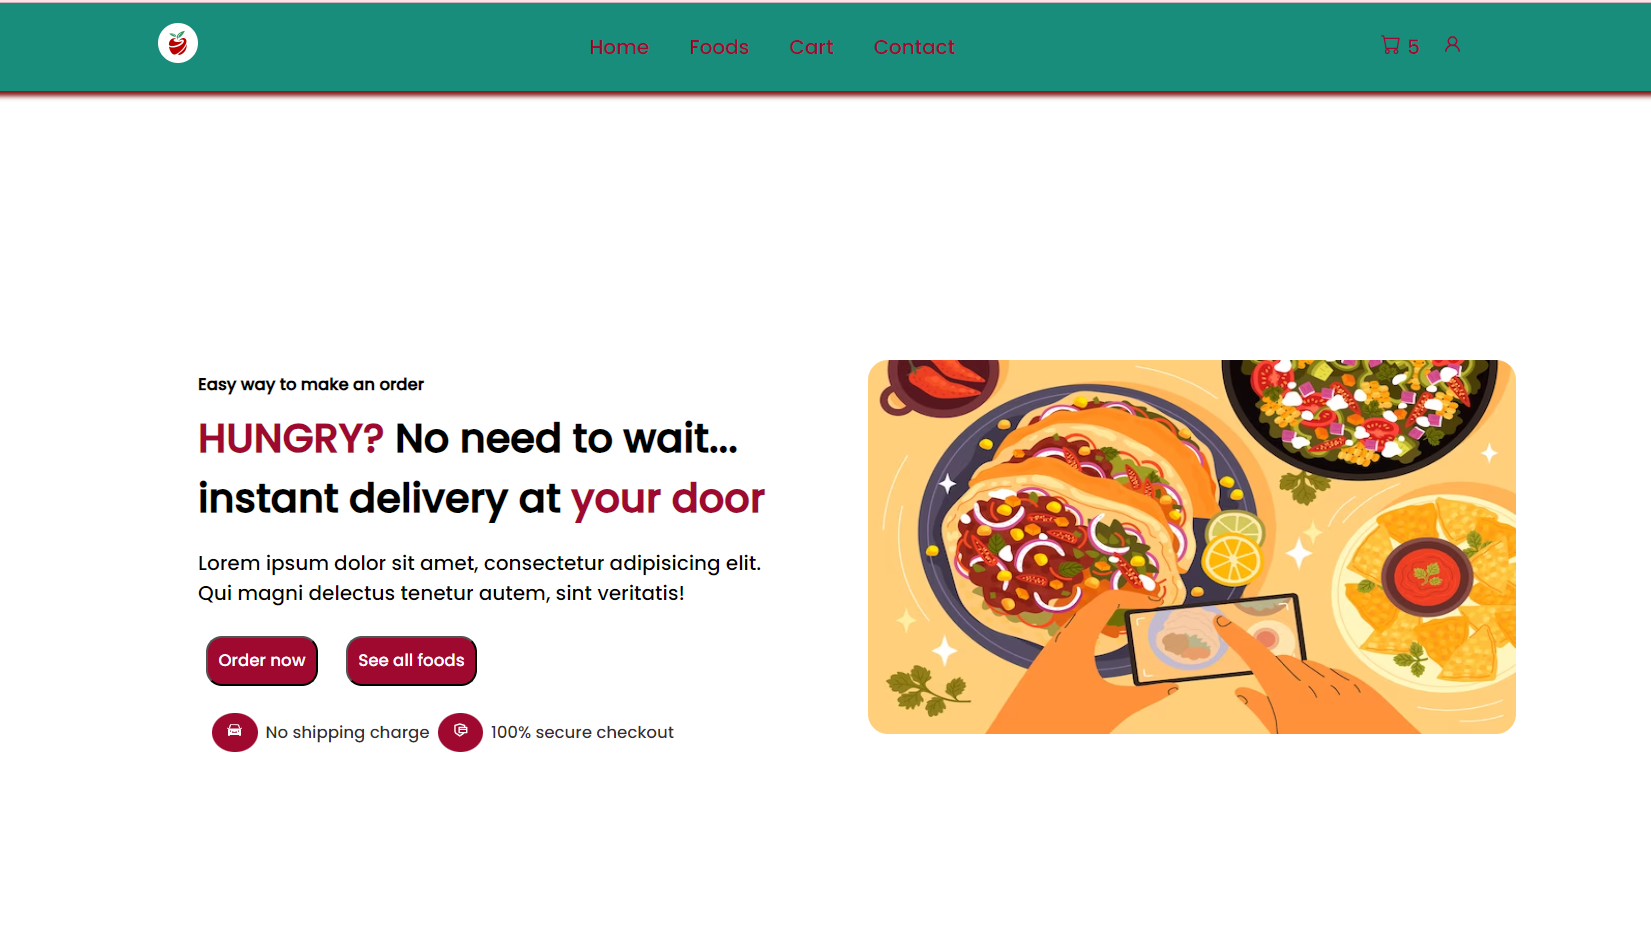 Home Foods Cart Contact 5
Easy way to make an order
HUNGRY? No need to wait...
instant delivery at your door
Lorem ipsum dolor sit amet, consectetur adipisicing elit.
Qui magni delectus tenetur autem, sint veritatis!
Order now See all foods
No shipping charge 100% secure checkout